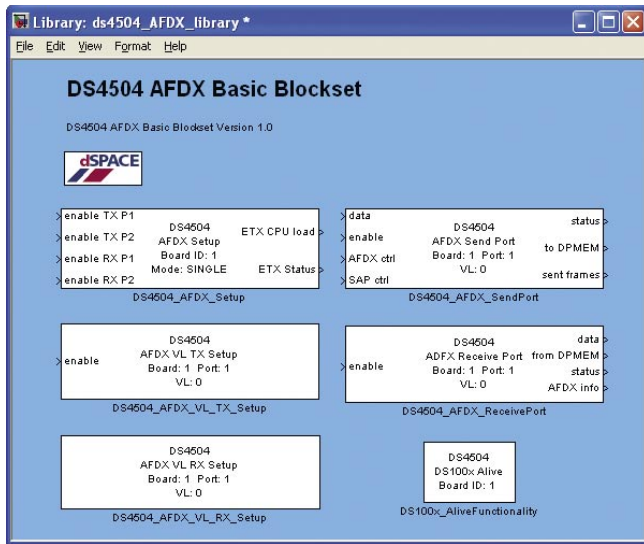 Library: ds4504_AFDX_library *
File Edit View Format Help
DS4504 AFDX Basic Blockset
DS4504 AFDX Basic Blockset Version 1.0
dSPACE
enable TX P1
enable TX P2
enable RX P1
enable RX P2
DS4504
AFDX Setup
Board ID: 1
Mode: SINGLE
ETX CPU load
ETX Status
DS4504_AFDX_Setup
data
enable
AFDX ctrl
SAP ctrl
DS4504
AFDX Send Port
Board: 1 Port: 1
VL: 0
status
to DPMEM
sent frames
DS4504_AFDX_SendPort
enable
DS4504
AFDX VL TX Setup
Board: 1 Port: 1
VL: 0
DS4504_AFDX_VL_TX_Setup
enable
DS4504
ADFX Receive Port
Board: 1 Port: 1
VL: 0
data
from DPMEM
status
AFDX info
DS4504_AFDX_ReceivePort
DS4504
AFDX VL RX Setup
Board: 1 Port: 1
VL: 0
DS4504_AFDX_VL_RX_Setup
DS4504
DS100x Alive
Board ID: 1
DS100x_AliveFunctionality